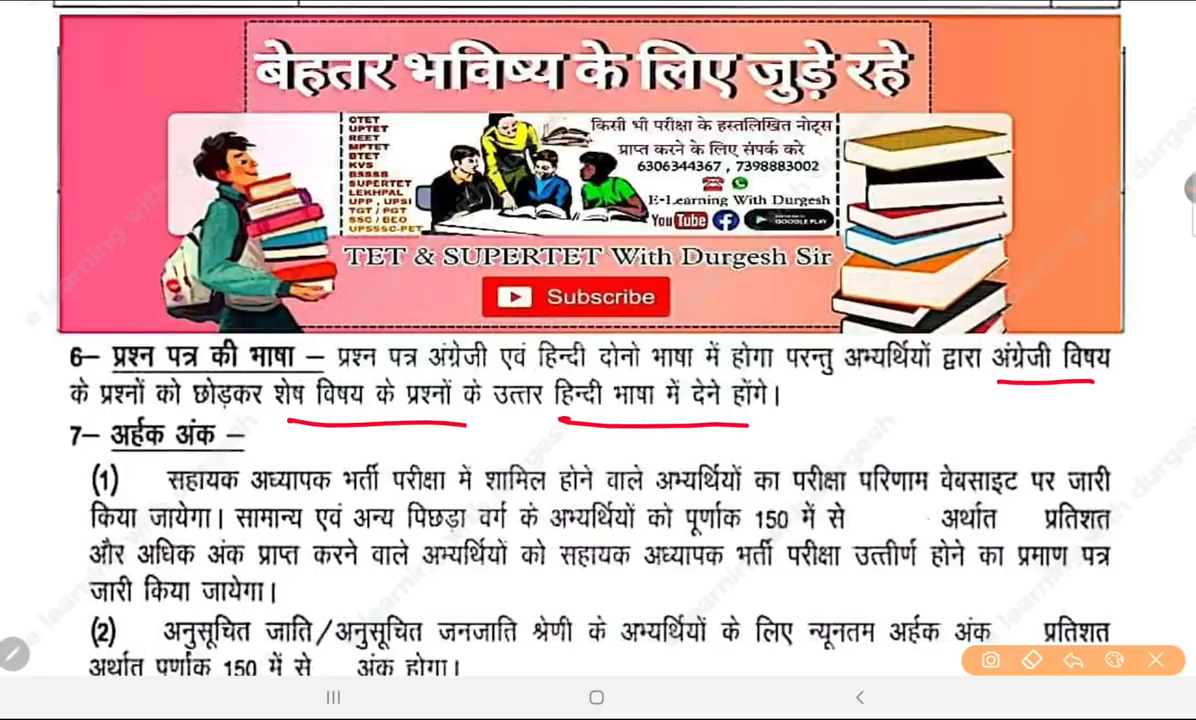 बेहतर भविष्य के लिए जुड़े रहे
CTET
UPTET
REET
MPTET
BTET
KVS
DSSSB
SUPERTET
LEKHPAL
UPP , UPSI
TGT / PGT
SSC / BEO
UPSSSC-PET
किसी भी परीक्षा के हस्तलिखित नोट्स
प्राप्त करने के लिए संपर्क करे
6306344367 , 7398883002
E-Learning With Durgesh
YouTube GOOGLE PLAY
TET & SUPERTET With Durgesh Sir
Subscribe
6– प्रश्न पत्र की भाषा – प्रश्न पत्र अंग्रेजी एवं हिन्दी दोनो भाषा में होगा परन्तु अभ्यर्थियों द्वारा अंग्रेजी विषय
के प्रश्नों को छोड़कर शेष विषय के प्रश्नों के उत्तर हिन्दी भाषा में देने होंगे।
7– अर्हक अंक –
(1) सहायक अध्यापक भर्ती परीक्षा में शामिल होने वाले अभ्यर्थियों का परीक्षा परिणाम वेबसाइट पर जारी
किया जायेगा। सामान्य एवं अन्य पिछड़ा वर्ग के अभ्यर्थियों को पूर्णांक 150 में से अर्थात प्रतिशत
और अधिक अंक प्राप्त करने वाले अभ्यर्थियों को सहायक अध्यापक भर्ती परीक्षा उत्तीर्ण होने का प्रमाण पत्र
जारी किया जायेगा।
(2) अनुसूचित जाति/अनुसूचित जनजाति श्रेणी के अभ्यर्थियों के लिए न्यूनतम अर्हक अंक प्रतिशत
अर्थात पूर्णांक 150 में से अंक होगा।